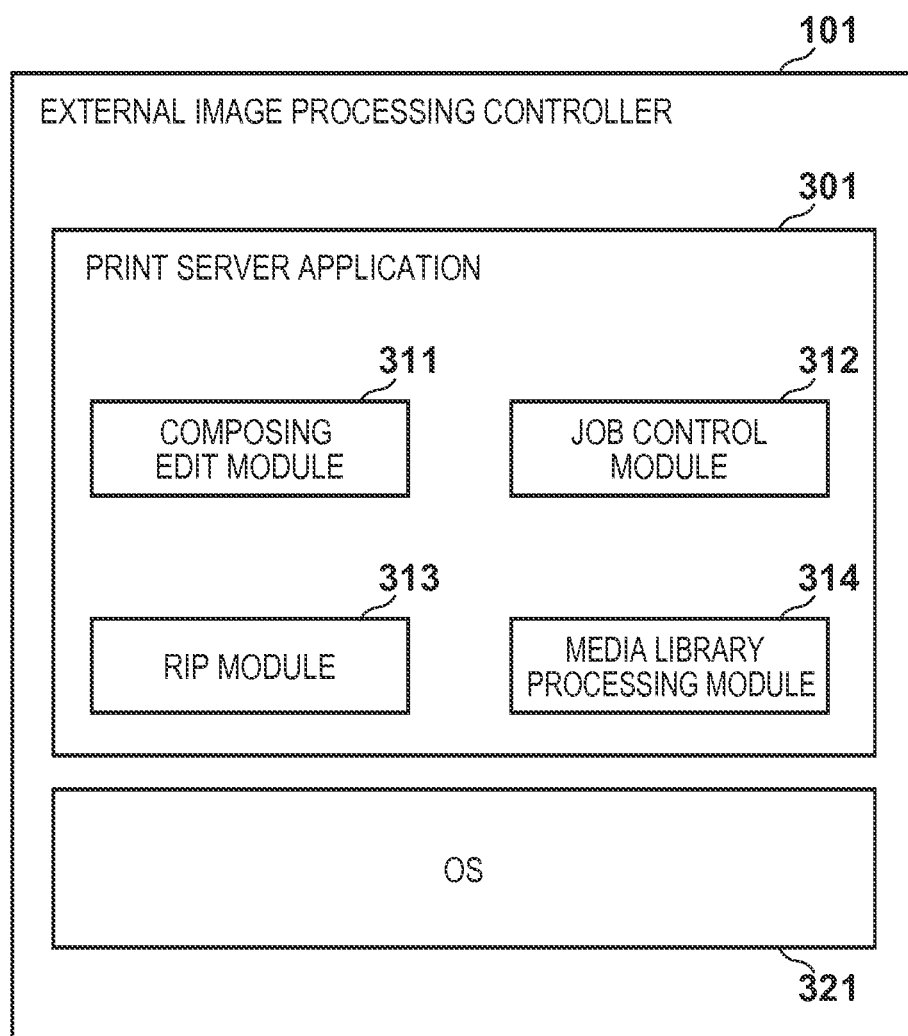 101
EXTERNAL IMAGE PROCESSING CONTROLLER
301
PRINT SERVER APPLICATION
311
COMPOSING
EDIT MODULE
312
JOB CONTROL
MODULE
313
RIP MODULE
314
MEDIA LIBRARY
PROCESSING MODULE
OS
321